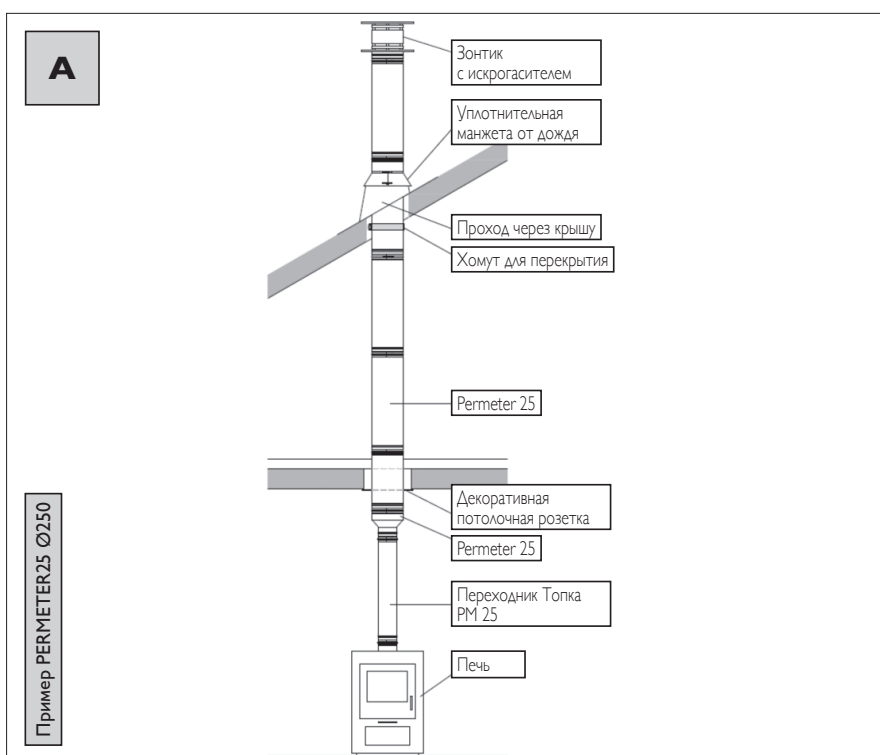 A
Зонтик
с искрогасителем
Уплотнительная
манжета от дождя
Проход через крышу
Хомут для перекрытия
Permeter 25
Декоративная
потолочная розетка
Permeter 25
Переходник Топка
PM 25
Печь
Пример PERMETER25 Ø250